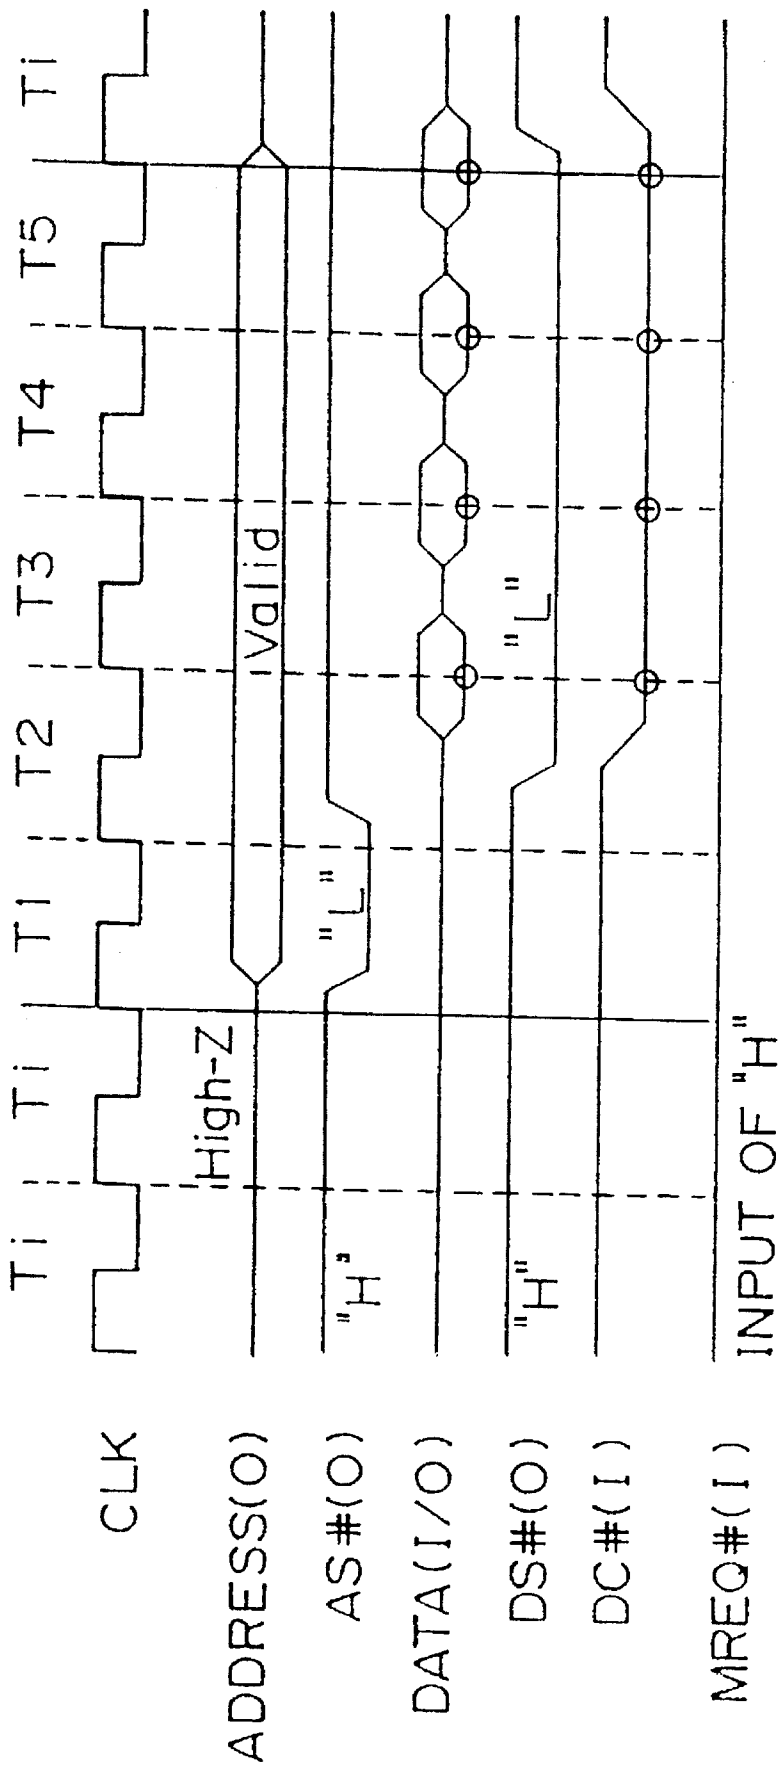 Ti Ti T1 T2 T3 T4 T5 Ti
CLK
ADDRESS(O) High-Z Valid
AS#(O) "H" "L"
DATA(I/O)
DS#(O) "H" "L"
DC#(I)
MREQ#(I) INPUT OF "H"